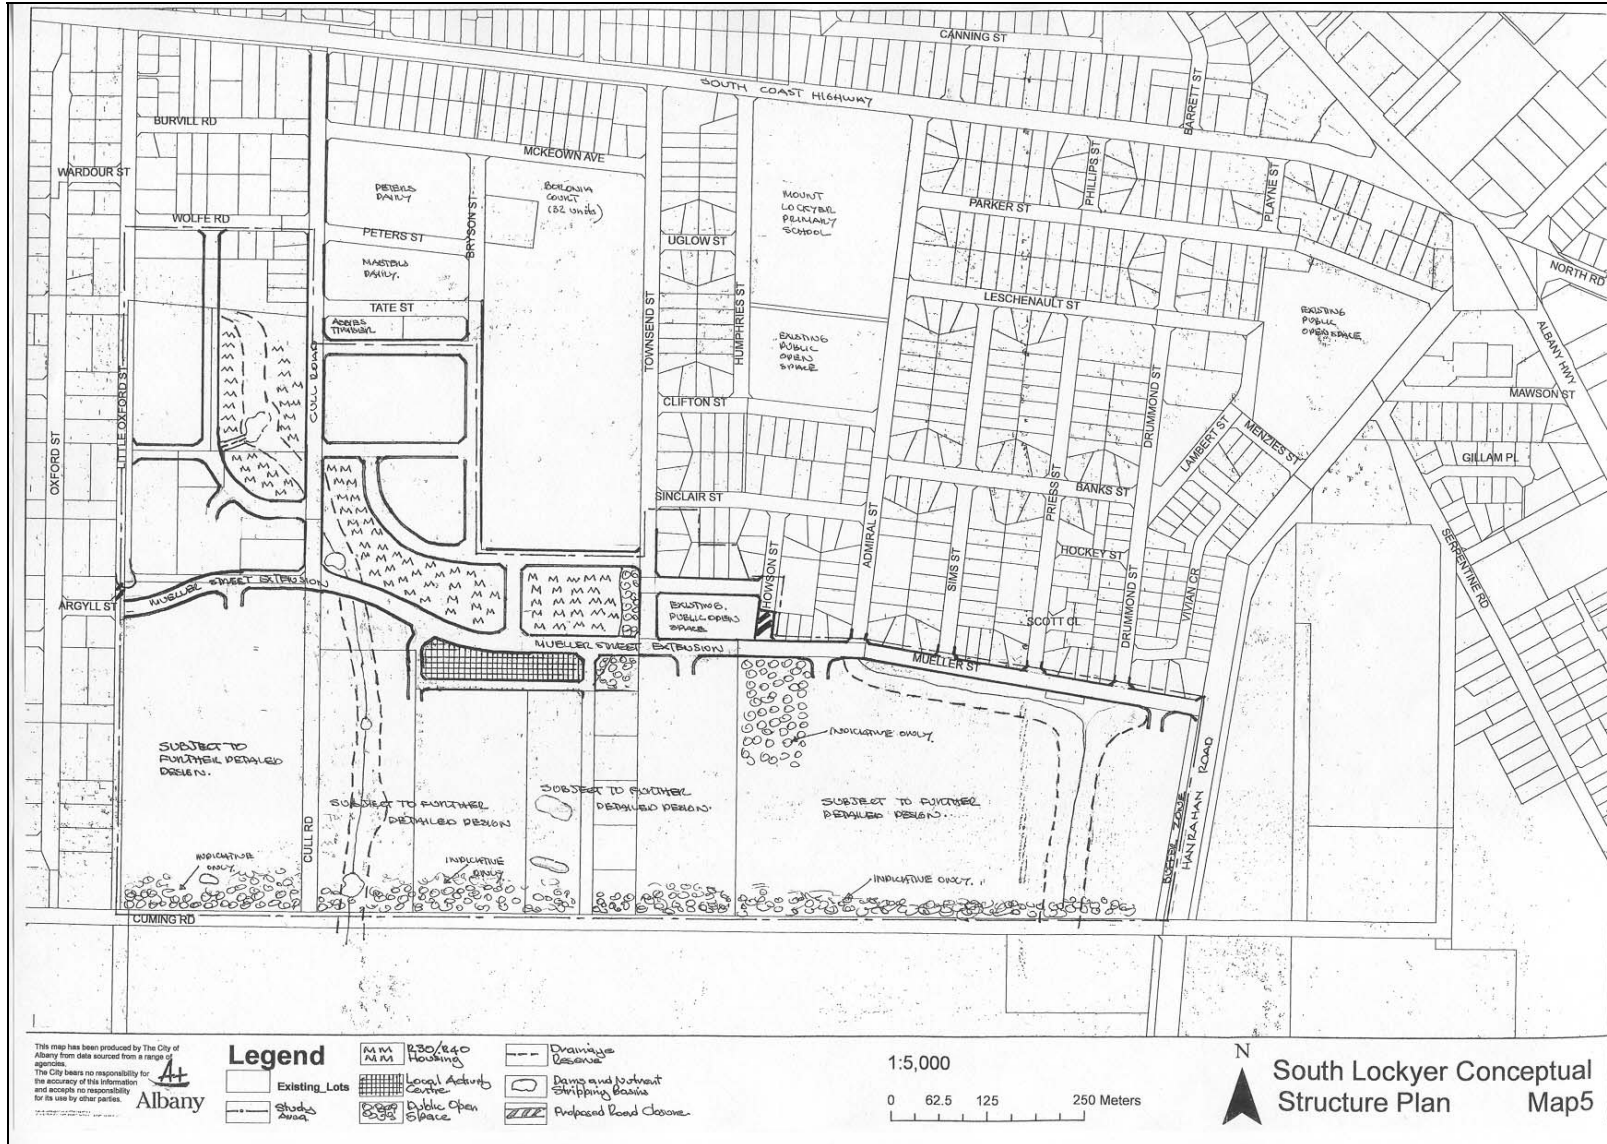 CANNING ST
SOUTH COAST HIGHWAY
BARRETT ST
BURVILL RD
MCKEOWN AVE
WARDOUR ST
PETERS
DAIRY
BORONIA
COURT
(32 units)
MOUNT
LOCKYER
PRIMARY
SCHOOL
PHILLIPS ST
PLAYNE ST
PARKER ST
WOLFE RD
BRYSON ST
PETERS ST
UGLOW ST
MASTERS
DAIRY.
NORTH RD
TATE ST
TIMBER
TOWNSEND ST
HUMPHRIES ST
LESCHENAULT ST
EXISTING
PUBLIC
OPEN SPACE
EXISTING
PUBLIC
OPEN
SPACE
ALBANY HWY
LITTLE OXFORD ST
CULL ROAD
CLIFTON ST
MAWSON ST
DRUMMOND ST
LAMBERT ST
MENZIES ST
OXFORD ST
GILLAM PL
SINCLAIR ST
BANKS ST
PRIESS ST
ADMIRAL ST
SIMS ST
HOCKEY ST
HOWSON ST
VIVIAN CR
SERPENTINE RD
MUELLER STREET EXTENSION
ARGYLL ST
EXISTING
PUBLIC OPEN
SPACE
SCOTT CL
DRUMMOND ST
MUELLER STREET EXTENSION
MUELLER ST
INDICATIVE ONLY.
SUBJECT TO
FURTHER DETAILED
DESIGN.
SUBJECT TO FURTHER
DETAILED DESIGN
SUBJECT TO FURTHER
DETAILED DESIGN.
SUBJECT TO FURTHER
DETAILED DESIGN.
BUFFER ZONE
HANRAHAN ROAD
CULL RD
INDICATIVE
ONLY.
INDICATIVE
ONLY.
INDICATIVE ONLY.
CUMING RD
This map has been produced by The City of
Albany from data sourced from a range of
agencies.
The City bears no responsibility for
the accuracy of this information
and accepts no responsibility
for its use by other parties.
Albany
Legend
Existing_Lots
Study
Area
R30/R40
Housing
Local Activity
Centre
Public Open
Space
Drainage
Reserve
Dams and Nutrient
Stripping Basins
Proposed Road Closure
1:5,000
0 62.5 125 250 Meters
N
South Lockyer Conceptual
Structure Plan Map5